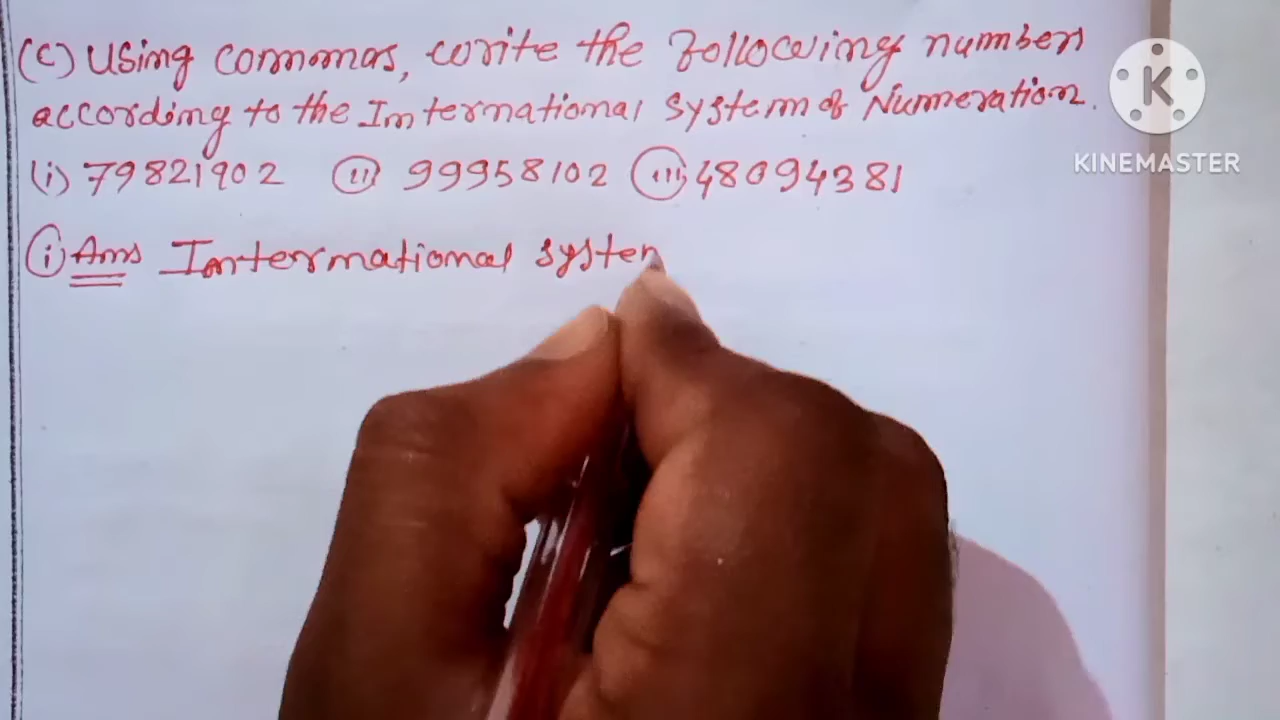 (C) Using commas, write the following numbers
according to the International System of Numeration.
(i) 79821902 (ii) 99958102 (iii) 48094381
(i) Ans International system
K
KINEMASTER